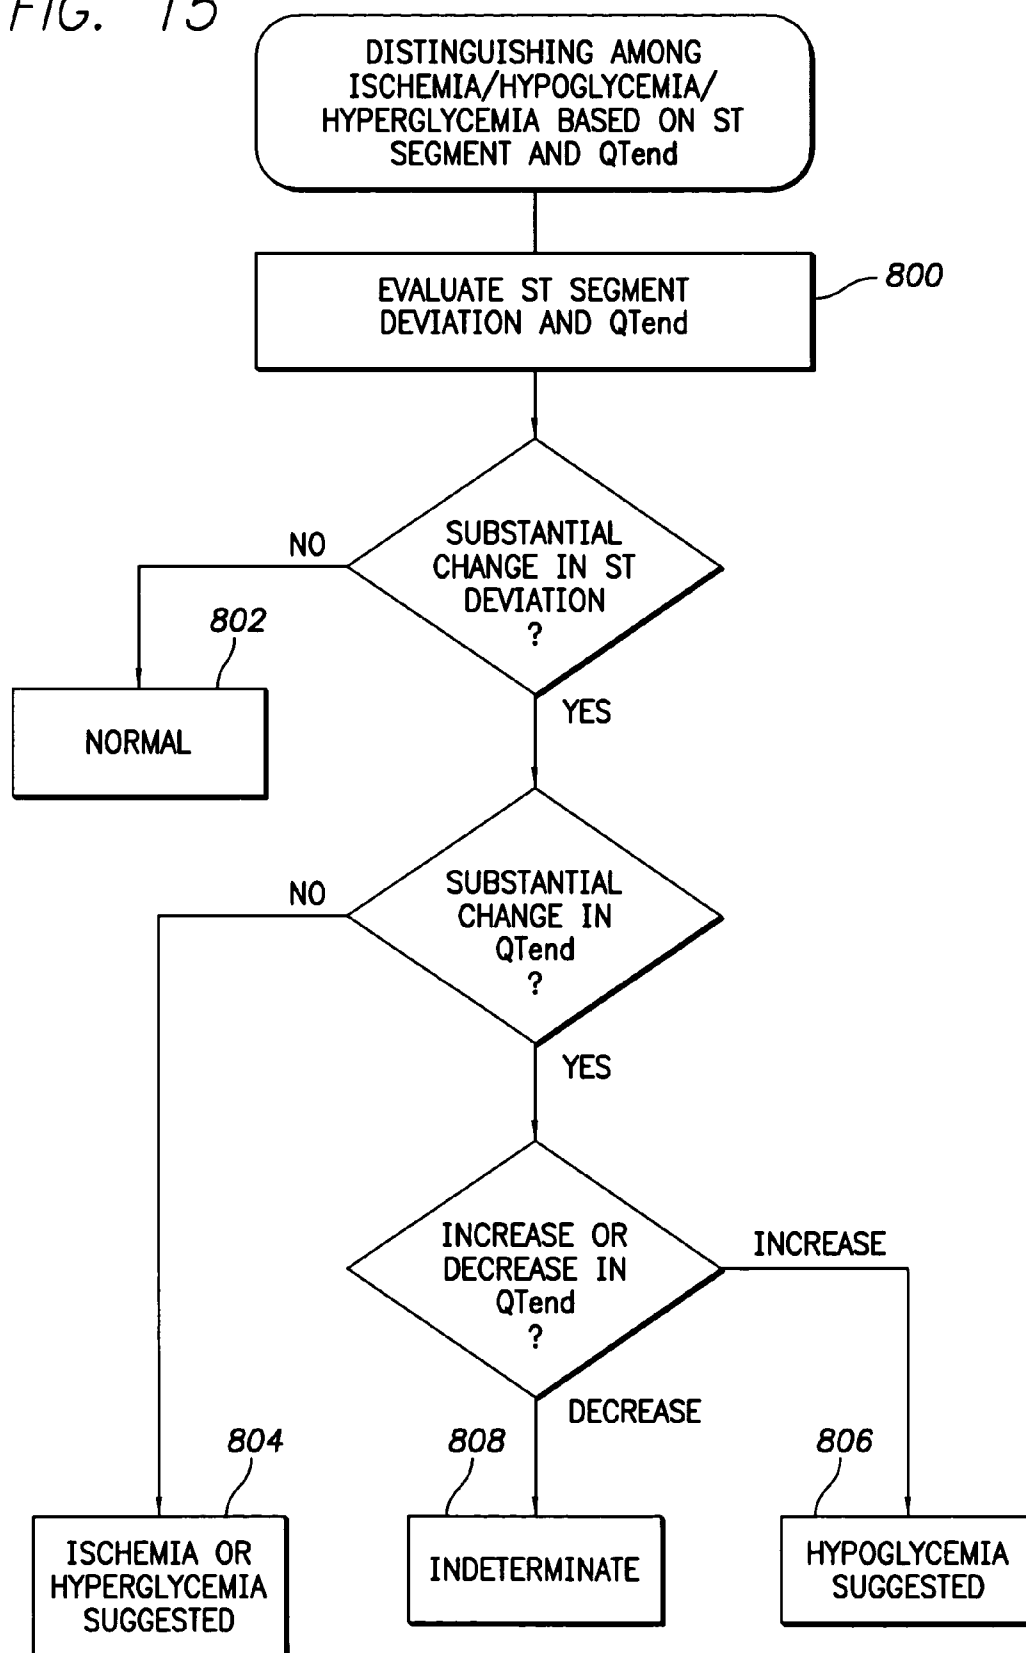 FIG. 15
DISTINGUISHING AMONG
ISCHEMIA/HYPOGLYCEMIA/
HYPERGLYCEMIA BASED ON ST
SEGMENT AND QTend
EVALUATE ST SEGMENT
DEVIATION AND QTend
800
SUBSTANTIAL
CHANGE IN ST
DEVIATION
?
NO
802
NORMAL
YES
SUBSTANTIAL
CHANGE IN
QTend
?
NO
YES
INCREASE OR
DECREASE IN
QTend
?
INCREASE
DECREASE
804
ISCHEMIA OR
HYPERGLYCEMIA
SUGGESTED
808
INDETERMINATE
806
HYPOGLYCEMIA
SUGGESTED